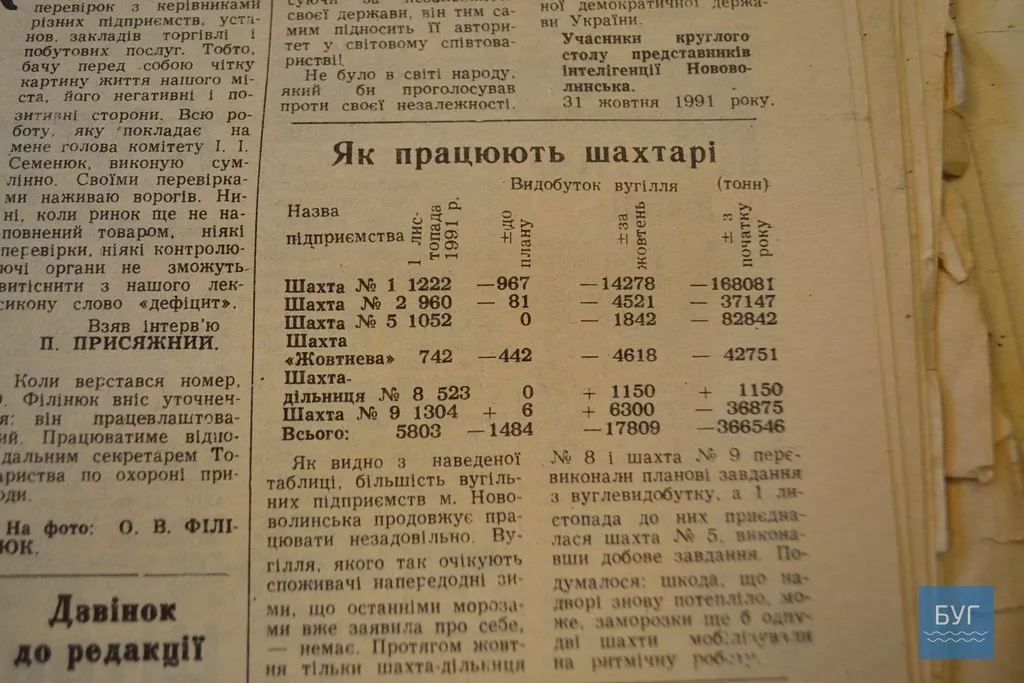 перевірок з керівниками
різних підприємств, уста-
нов, закладів торгівлі і
побутових послуг. Тобто,
бачу перед собою чітку
картину життя нашого мі-
ста, його негативні і по-
зитивні сторони. Всю ро-
боту, яку покладає на
мене голова комітету І. І.
Семенюк, виконую сум-
лінно. Своїми перевірка-
ми наживаю ворогів. Ни-
ні, коли ринок ще не на-
повнений товаром, ніякі
перевірки, ніякі контролю-
ючі органи не зможуть
витіснити з нашого лек-
сикону слово «дефіцит».
Взяв інтерв'ю
П. ПРИСЯЖНИЙ.
Коли верстався номер,
О. Філінюк вніс уточнен-
ня: він працевлаштова-
ний. Працюватиме відпо-
дальним секретарем То-
вариства по охороні при-
роди.
На фото: О. В. ФІЛІ-
НЮК.
Дзвінок
до редакції
своєї держави, він тим са-
мим підносить її автори-
тет у світовому співтова-
ристві!
Не було в світі народу,
який би проголосував
проти своєї незалежності.
ної демократичної держа-
ви України.
Учасники круглого
столу представників
інтелігенції Нововo-
линська.
31 жовтня 1991 року.
Як працюють шахтарі
Видобуток вугілля (тонн)
Назва підприємства 1 лис-топада 1991 р. ±до плану ±за жовтень ± з початку року
Шахта № 1 1222 —967 —14278 —168081
Шахта № 2 960 — 81 — 4521 — 37147
Шахта № 5 1052 0 — 1842 — 82842
Шахта
«Жовтнева» 742 —442 — 4618 — 42751
Шахта-
дільниця № 8 523 0 + 1150 + 1150
Шахта № 9 1304 + 6 + 6300 — 36875
Всього: 5803 —1484 —17809 —366546
Як видно з наведеної
таблиці, більшість вугіль-
них підприємств м. Ново-
волинська продовжує пра-
цювати незадовільно. Ву-
гілля, якого так очікують
споживачі напередодні зи-
ми, що останніми мороза-
ми вже заявила про себе,
— немає. Протягом жовт-
ня тільки шахта-дільниця
№ 8 і шахта № 9 пере-
виконали планові завдання
з вуглевидобутку, а 1 ли-
стопада до них приєдна-
лася шахта № 5, викона-
вши добове завдання. По-
думалося: шкода, що на-
дворі знову потепліло, мо-
же, заморозки ще б одну-
дві шахти мобілізували
на ритмічну роботу.
БУГ